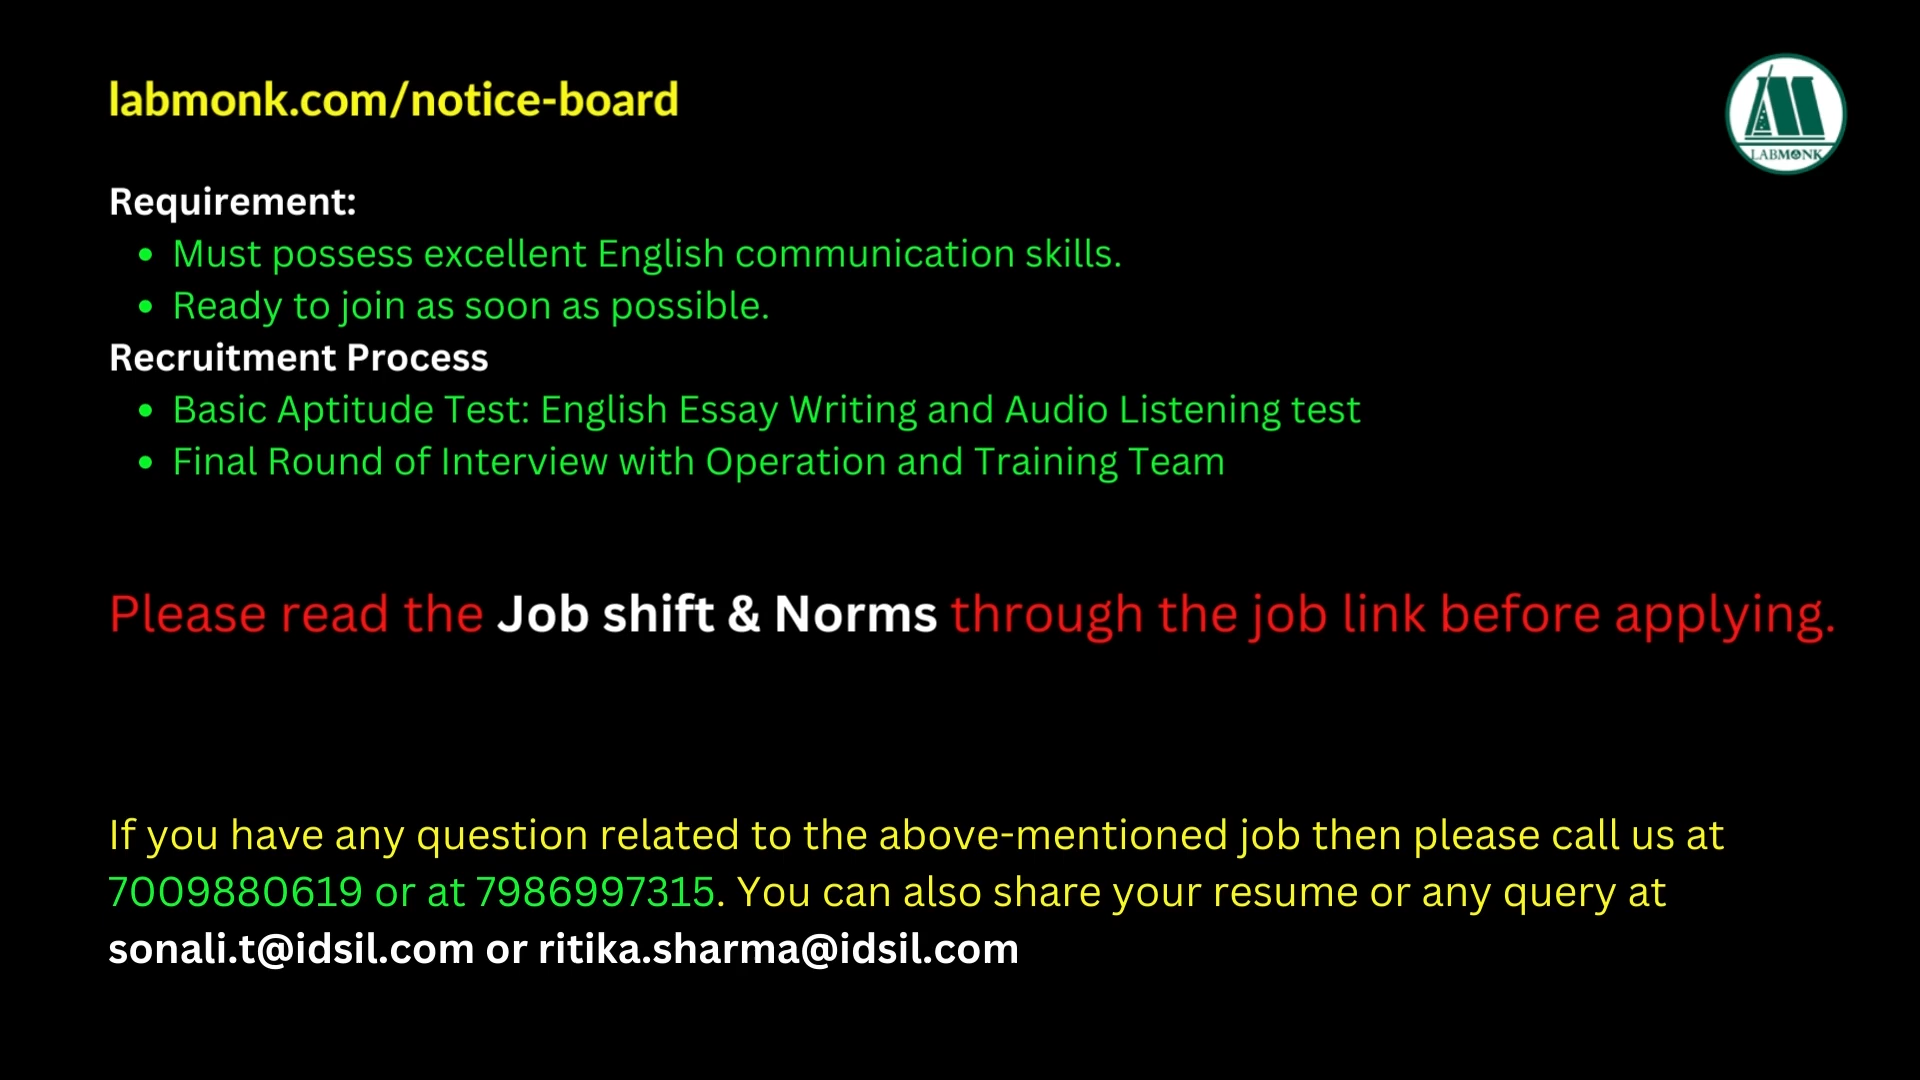 labmonk.com/notice-board
LABMONK
Requirement:
• Must possess excellent English communication skills.
• Ready to join as soon as possible.
Recruitment Process
• Basic Aptitude Test: English Essay Writing and Audio Listening test
• Final Round of Interview with Operation and Training Team
Please read the Job shift & Norms through the job link before applying.
If you have any question related to the above-mentioned job then please call us at
7009880619 or at 7986997315. You can also share your resume or any query at
sonali.t@idsil.com or ritika.sharma@idsil.com